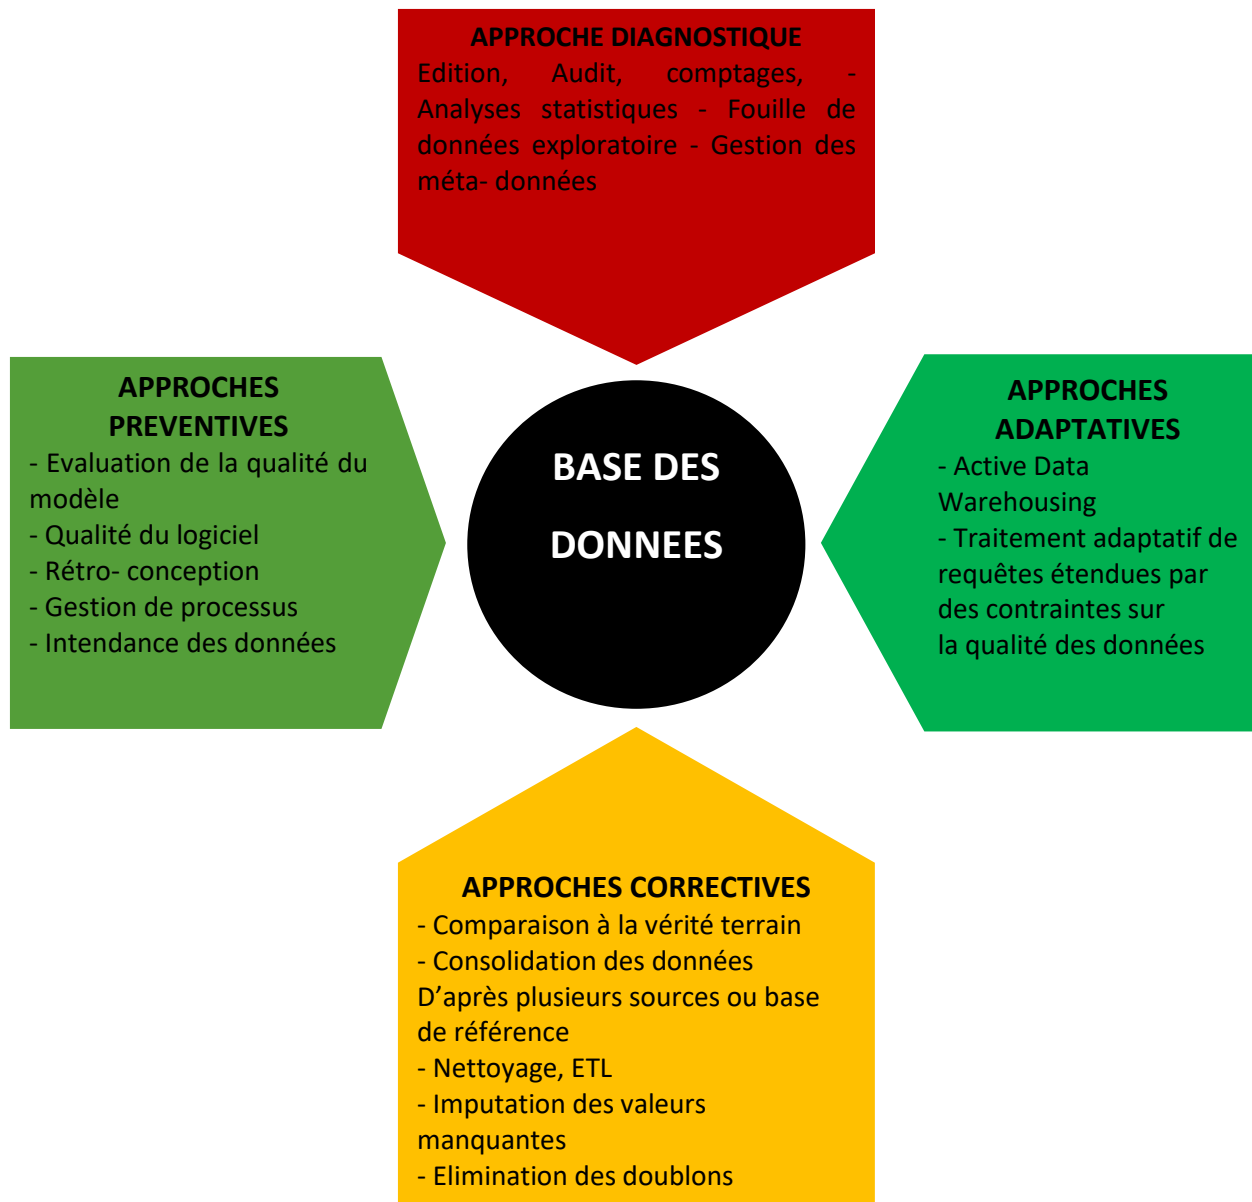 APPROCHE DIAGNOSTIQUE
Edition, Audit, comptages, -
Analyses statistiques - Fouille de
données exploratoire - Gestion des
méta- données
APPROCHES
PREVENTIVES
- Evaluation de la qualité du
modèle
- Qualité du logiciel
- Rétro- conception
- Gestion de processus
- Intendance des données
BASE DES
DONNEES
APPROCHES
ADAPTATIVES
- Active Data
Warehousing
- Traitement adaptatif de
requêtes étendues par
des contraintes sur
la qualité des données
APPROCHES CORRECTIVES
- Comparaison à la vérité terrain
- Consolidation des données
D’après plusieurs sources ou base
de référence
- Nettoyage, ETL
- Imputation des valeurs
manquantes
- Elimination des doublons